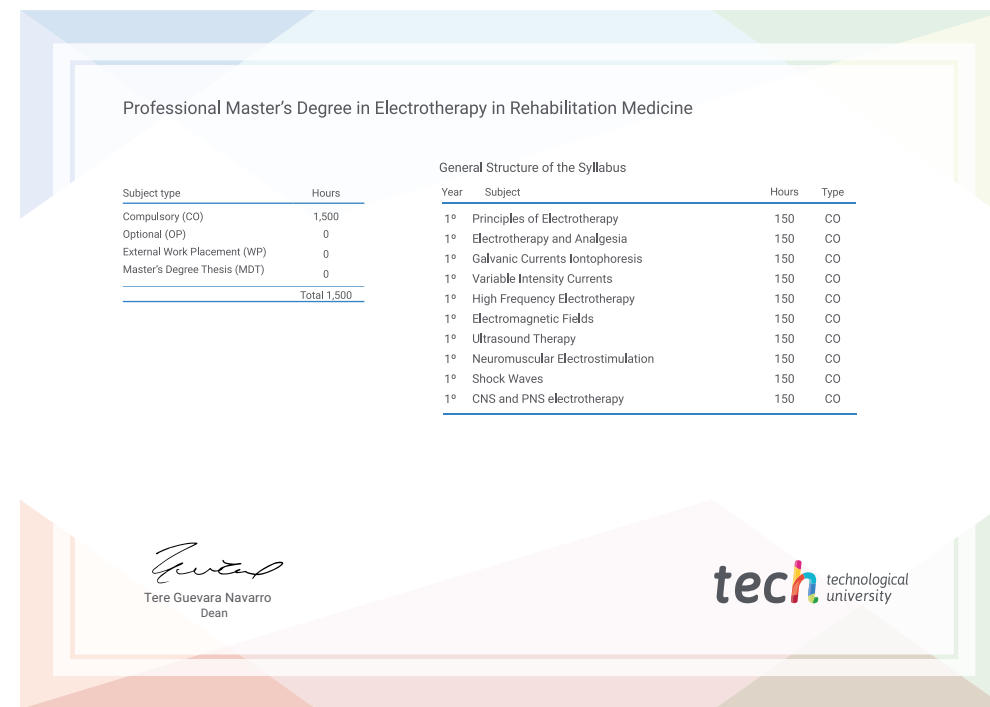 Professional Master's Degree in Electrotherapy in Rehabilitation Medicine
Subject type Hours
Compulsory (CO) 1,500
Optional (OP) 0
External Work Placement (WP) 0
Master's Degree Thesis (MDT) 0
Total 1,500
General Structure of the Syllabus
Year Subject Hours Type
1º Principles of Electrotherapy 150 CO
1º Electrotherapy and Analgesia 150 CO
1º Galvanic Currents Iontophoresis 150 CO
1º Variable Intensity Currents 150 CO
1º High Frequency Electrotherapy 150 CO
1º Electromagnetic Fields 150 CO
1º Ultrasound Therapy 150 CO
1º Neuromuscular Electrostimulation 150 CO
1º Shock Waves 150 CO
1º CNS and PNS electrotherapy 150 CO
Tere Guevara Navarro
Dean
tech technological
university